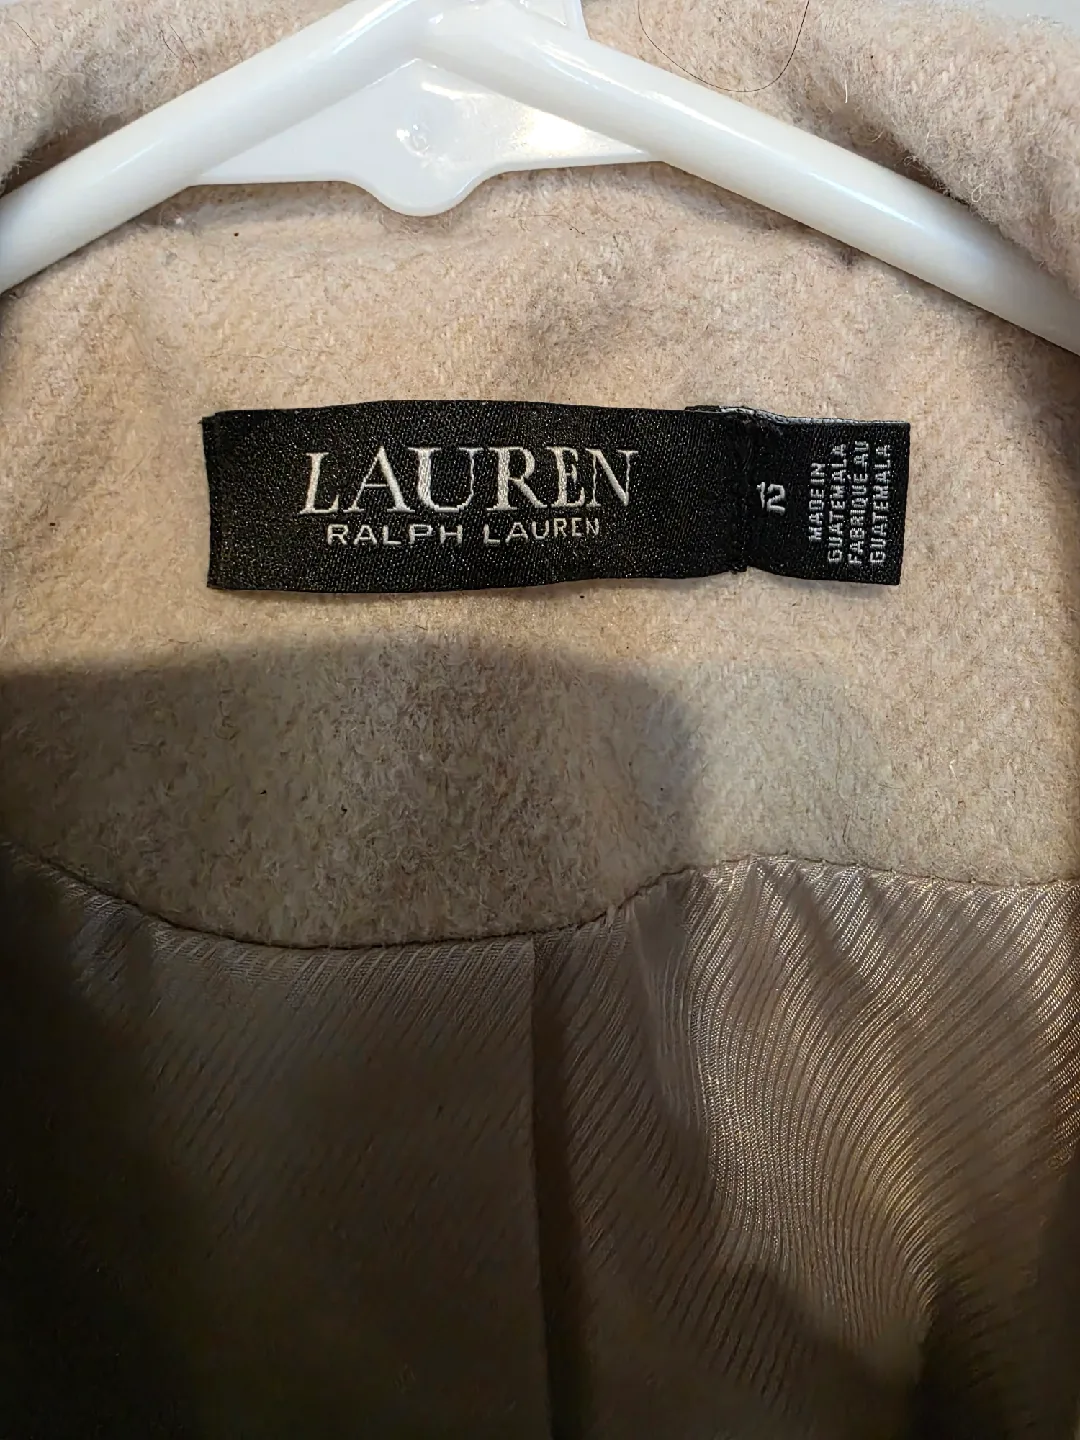 LAUREN
RALPH LAUREN
12
MADE IN
GUATEMALA
FABRIQUÉ AU
GUATEMALA